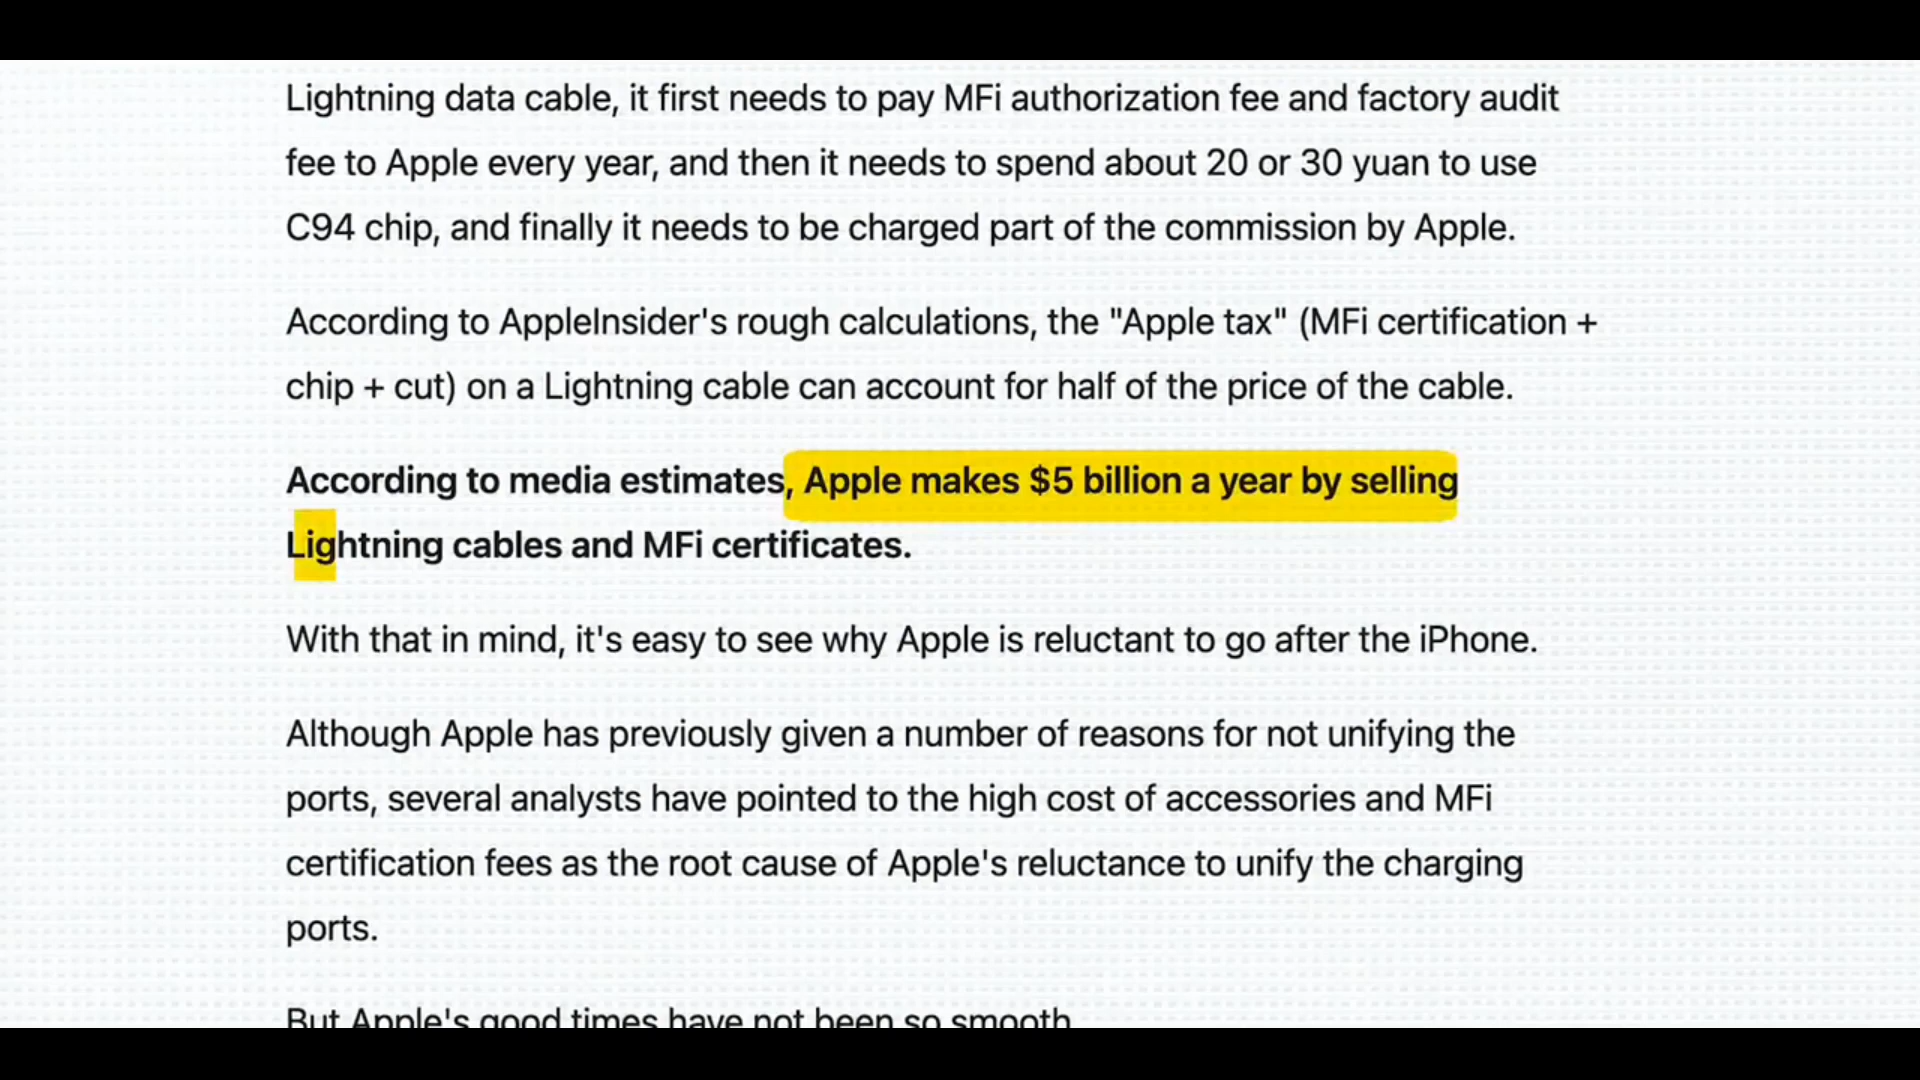 Lightning data cable, it first needs to pay MFi authorization fee and factory audit
fee to Apple every year, and then it needs to spend about 20 or 30 yuan to use
C94 chip, and finally it needs to be charged part of the commission by Apple.
According to AppleInsider's rough calculations, the "Apple tax" (MFi certification +
chip + cut) on a Lightning cable can account for half of the price of the cable.
According to media estimates, Apple makes $5 billion a year by selling
Lightning cables and MFi certificates.
With that in mind, it's easy to see why Apple is reluctant to go after the iPhone.
Although Apple has previously given a number of reasons for not unifying the
ports, several analysts have pointed to the high cost of accessories and MFi
certification fees as the root cause of Apple's reluctance to unify the charging
ports.
But Apple's good times have not been so smooth